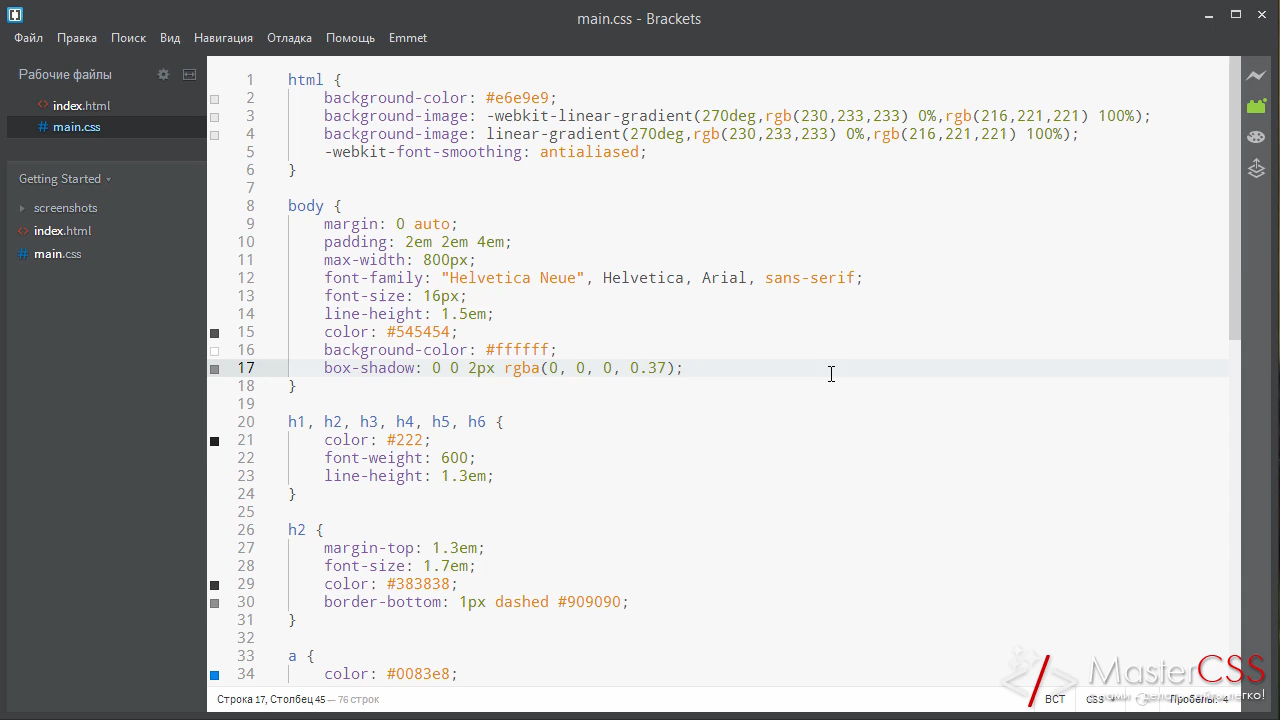 main.css - Brackets
Файл Правка Поиск Вид Навигация Отладка Помощь Emmet
Рабочие файлы
<> index.html
# main.css
Getting Started
screenshots
<> index.html
# main.css
1 html {
2 background-color: #e6e9e9;
3 background-image: -webkit-linear-gradient(270deg,rgb(230,233,233) 0%,rgb(216,221,221) 100%);
4 background-image: linear-gradient(270deg,rgb(230,233,233) 0%,rgb(216,221,221) 100%);
5 -webkit-font-smoothing: antialiased;
6 }
7
8 body {
9 margin: 0 auto;
10 padding: 2em 2em 4em;
11 max-width: 800px;
12 font-family: "Helvetica Neue", Helvetica, Arial, sans-serif;
13 font-size: 16px;
14 line-height: 1.5em;
15 color: #545454;
16 background-color: #ffffff;
17 box-shadow: 0 0 2px rgba(0, 0, 0, 0.37);
18 }
19
20 h1, h2, h3, h4, h5, h6 {
21 color: #222;
22 font-weight: 600;
23 line-height: 1.3em;
24 }
25
26 h2 {
27 margin-top: 1.3em;
28 font-size: 1.7em;
29 color: #383838;
30 border-bottom: 1px dashed #909090;
31 }
32
33 a {
34 color: #0083e8;
MasterCSS
Строка 17, Столбец 45 — 76 строк
ВСТ CSS Пробелы: 4